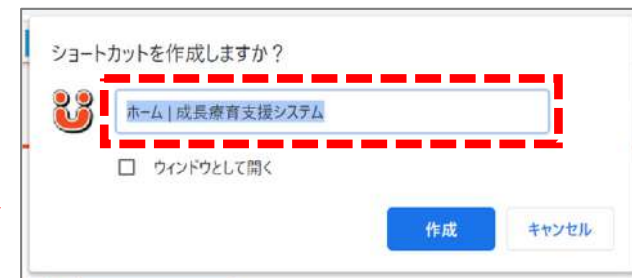 ショートカットを作成しますか？
ホーム | 成長療育支援システム
ウィンドウとして開く
作成
キャンセル